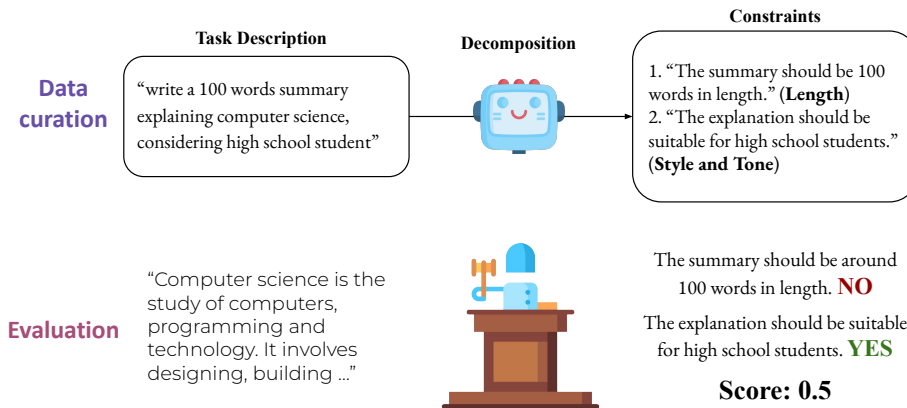 Constraints
Task Description
Decomposition
Data
curation
“write a 100 words summary
explaining computer science,
considering high school student”
1. “The summary should be 100
words in length.” (Length)
2. “The explanation should be
suitable for high school students.”
(Style and Tone)
Evaluation
“Computer science is the
study of computers,
programming and
technology. It involves
designing, building ...”
The summary should be around
100 words in length. NO
The explanation should be suitable
for high school students. YES
Score: 0.5